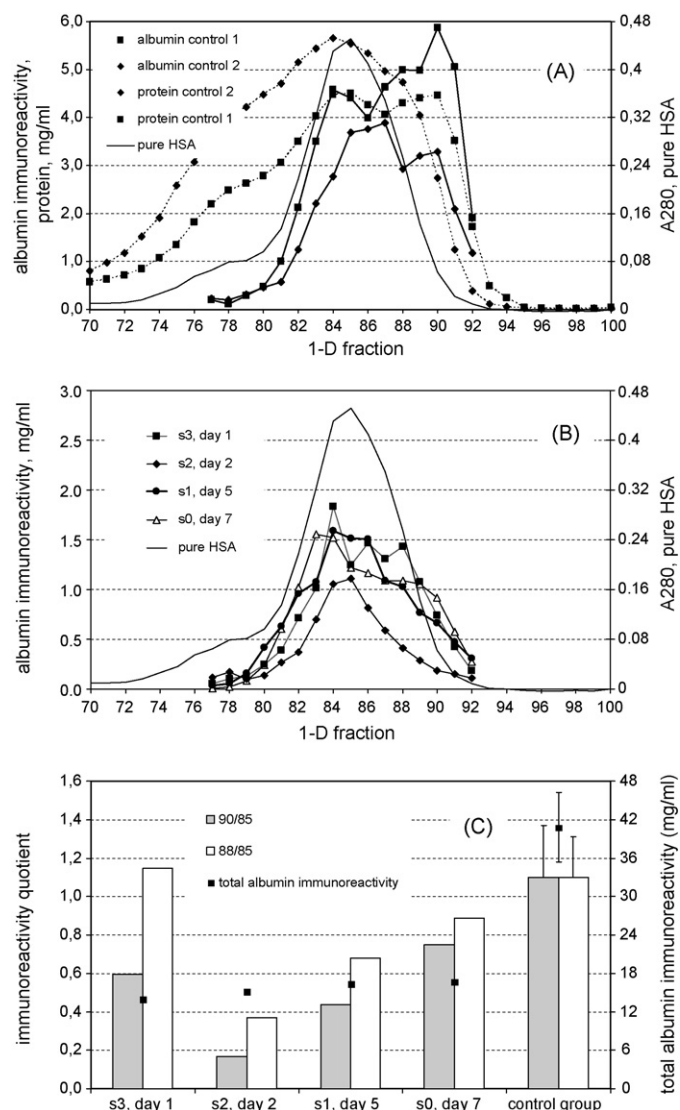 albumin immunoreactivity,
protein, mg/ml
6,0
5,0
4,0
3,0
2,0
1,0
0,0
albumin control 1
albumin control 2
protein control 2
protein control 1
pure HSA
(A)
0,48
0,4
0,32
0,24
0,16
0,08
0
A280, pure HSA
70 72 74 76 78 80 82 84 86 88 90 92 94 96 98 100
1-D fraction
albumin immunoreactivity, mg/ml
3.0
2.5
2.0
1.5
1.0
0.5
0.0
s3, day 1
s2, day 2
s1, day 5
s0, day 7
pure HSA
(B)
0.48
0.4
0.32
0.24
0.16
0.08
0
A280, pure HSA
70 72 74 76 78 80 82 84 86 88 90 92 94 96 98 100
1-D fraction
immunoreactivity quotient
1,6
1,4
1,2
1,0
0,8
0,6
0,4
0,2
0,0
90/85
88/85
total albumin immunoreactivity
(C)
48
42
36
30
24
18
12
6
0
total albumin immunoreactivity (mg/ml)
s3, day 1 s2, day 2 s1, day 5 s0, day 7 control group